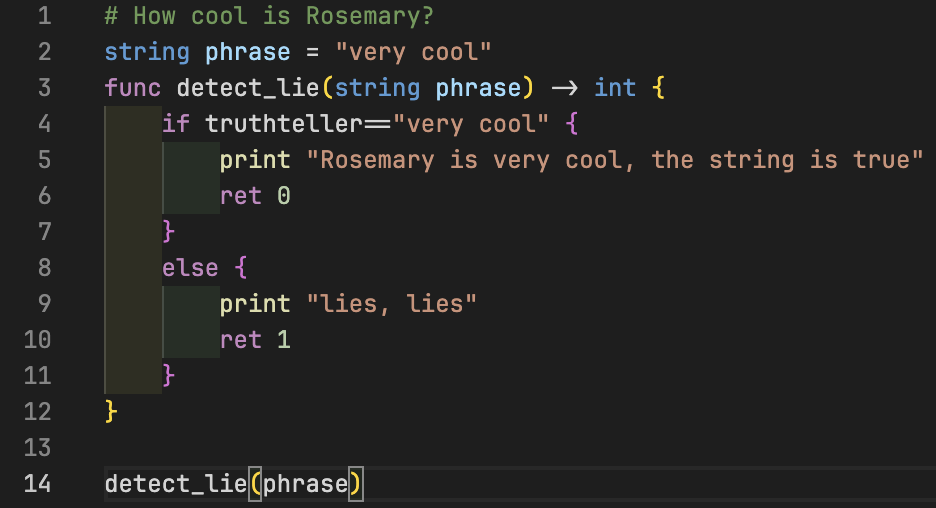 1 # How cool is Rosemary?
2 string phrase = "very cool"
3 func detect_lie(string phrase) -> int {
4     if truthteller=="very cool" {
5         print "Rosemary is very cool, the string is true"
6         ret 0
7     }
8     else {
9         print "lies, lies"
10         ret 1
11     }
12 }
13
14 detect_lie(phrase)